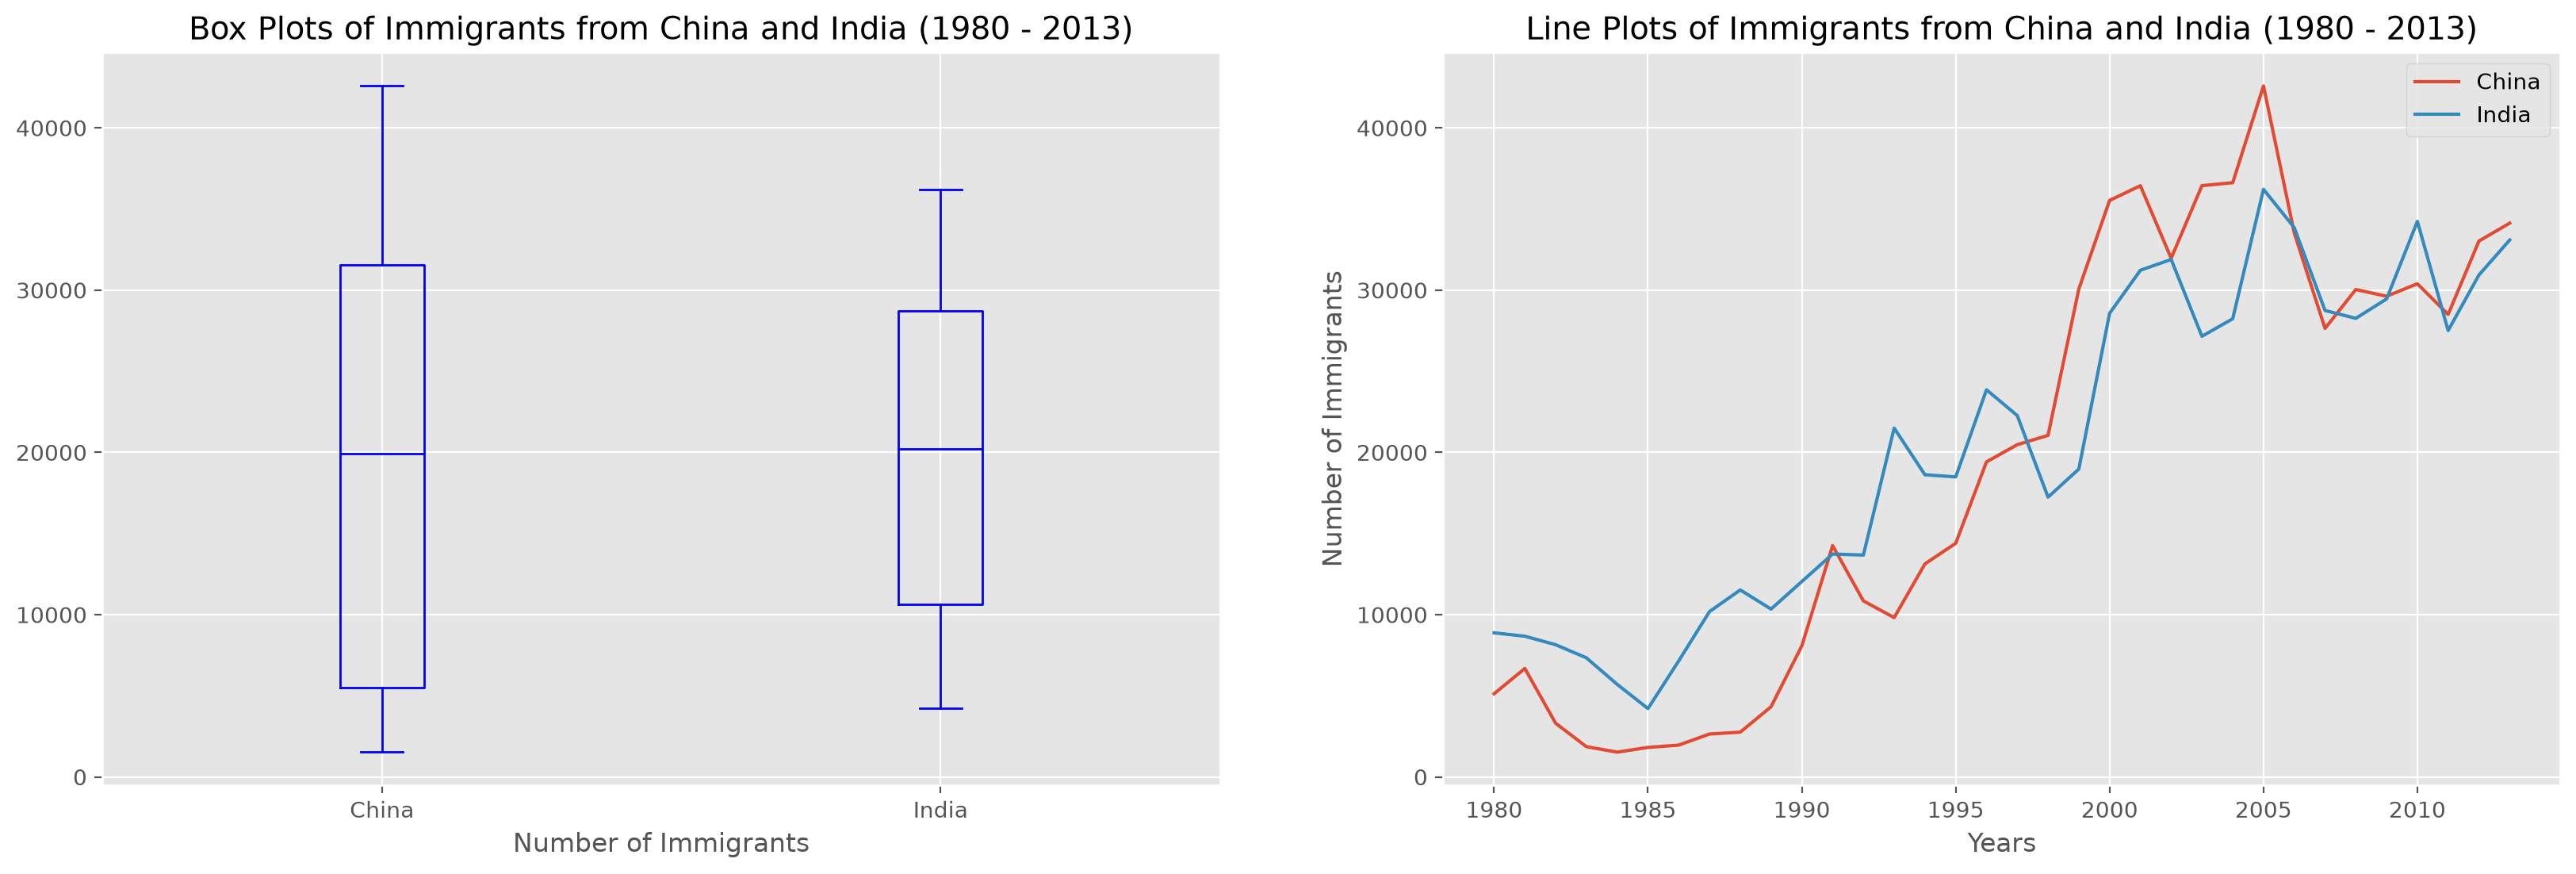 Box Plots of Immigrants from China and India (1980 - 2013)
40000
30000
20000
10000
0
China India
Number of Immigrants
Line Plots of Immigrants from China and India (1980 - 2013)
China
India
Number of Immigrants
40000
30000
20000
10000
0
1980 1985 1990 1995 2000 2005 2010
Years